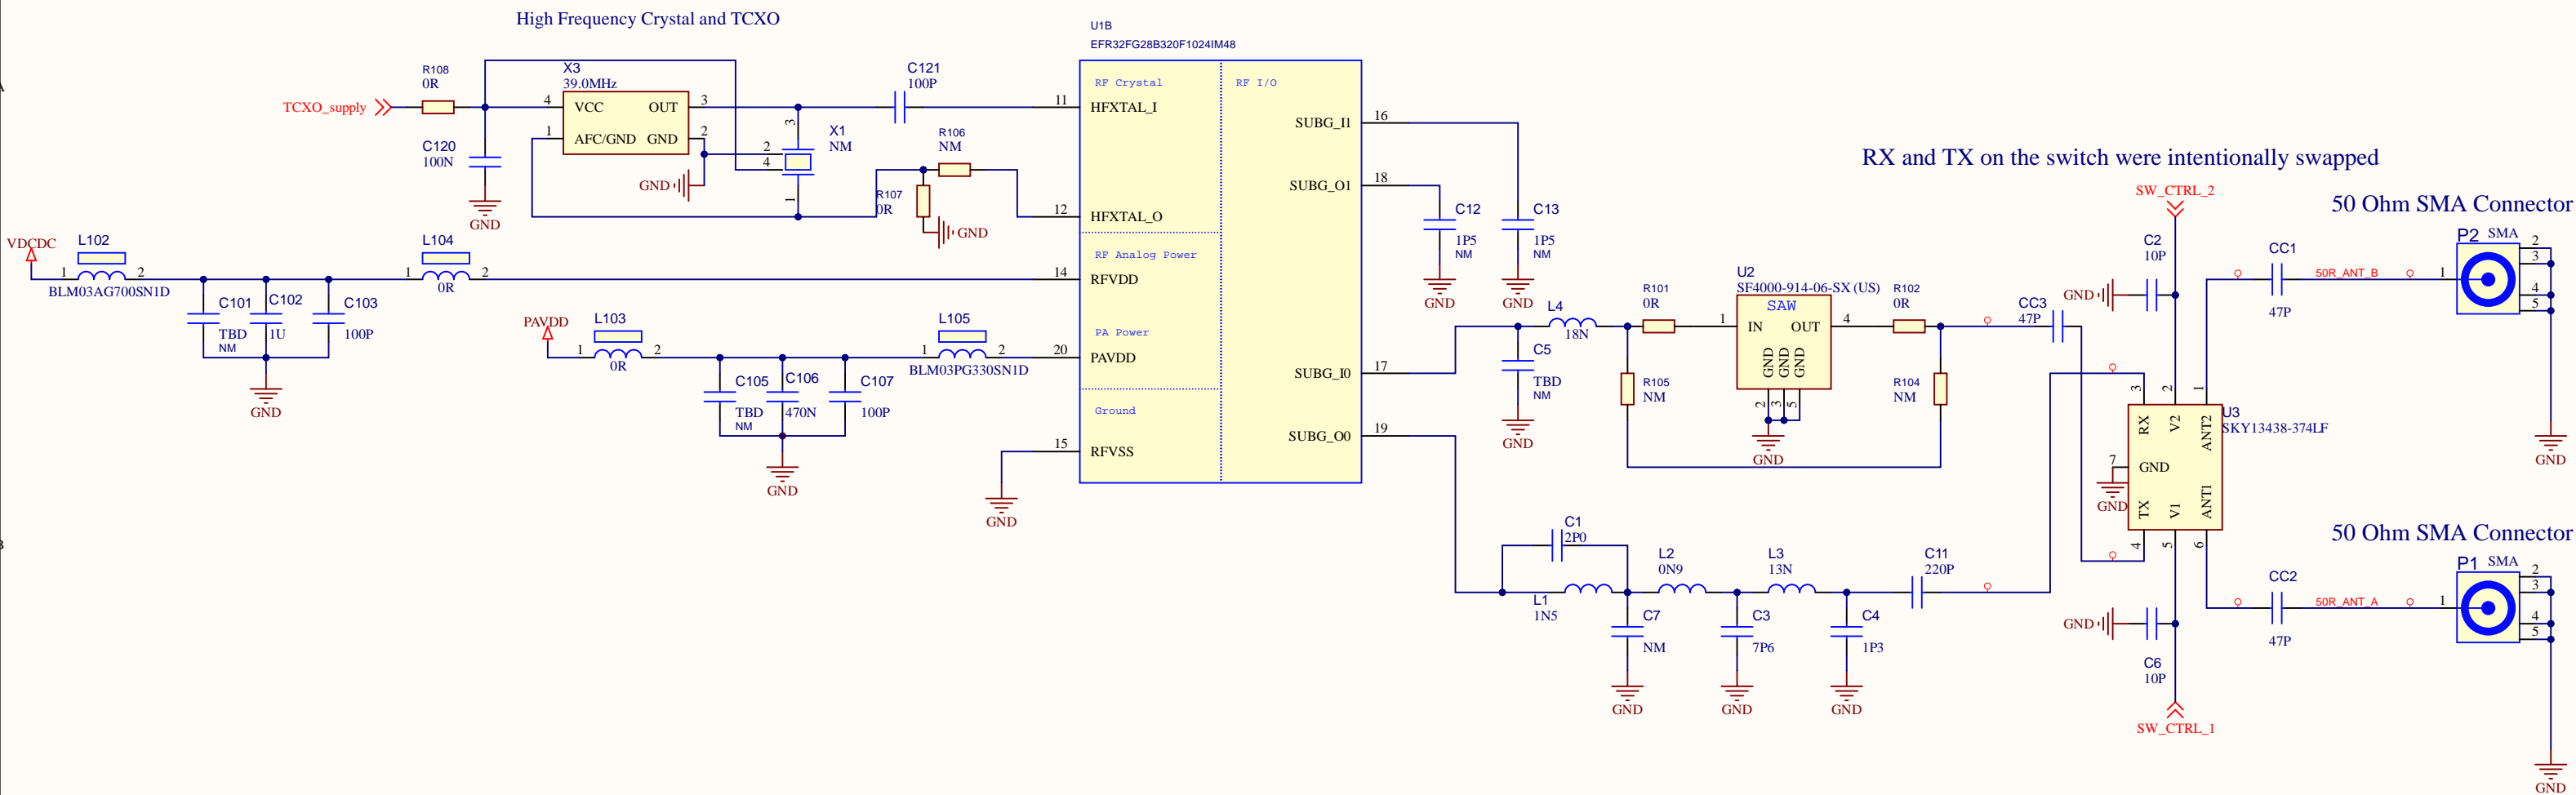 High Frequency Crystal and TCXO
U1B
EFR32FG28B320F1024IM48
TCXO_supply
R108
0R
C120
100N
GND
X3
39.0MHz
4
VCC
OUT
3
1
AFC/GND
GND
2
GND
X1
NM
3
2
4
1
C121
100P
R106
NM
R107
0R
GND
RF Crystal
RF I/O
11
HFXTAL_I
12
HFXTAL_O
RF Analog Power
14
RFVDD
PA Power
20
PAVDD
Ground
15
RFVSS
GND
SUBG_I1
16
SUBG_O1
18
SUBG_I0
17
SUBG_O0
19
VDCDC
L102
1
2
BLM03AG700SN1D
C101
TBD
NM
C102
1U
C103
100P
GND
L104
1
2
0R
PAVDD
L103
1
2
0R
C105
TBD
NM
C106
470N
C107
100P
GND
L105
1
2
BLM03PG330SN1D
C12
1P5
NM
GND
C13
1P5
NM
GND
L4
18N
C5
TBD
NM
GND
R101
0R
R105
NM
U2
SF4000-914-06-SX (US)
SAW
1
IN
OUT
4
GND
GND
GND
2
3
5
GND
R102
0R
R104
NM
CC3
47P
C1
2P0
L1
1N5
C7
NM
GND
L2
0N9
C3
7P6
GND
L3
13N
C4
1P3
GND
C11
220P
RX and TX on the switch were intentionally swapped
SW_CTRL_2
C2
10P
GND
3
2
1
RX
V2
ANT2
U3
SKY13438-374LF
7
GND
GND
TX
V1
ANT1
4
5
6
GND
C6
10P
SW_CTRL_1
50 Ohm SMA Connector
CC1
47P
50R_ANT_B
P2
SMA
1
2
3
4
5
GND
50 Ohm SMA Connector
CC2
47P
50R_ANT_A
P1
SMA
1
2
3
4
5
GND